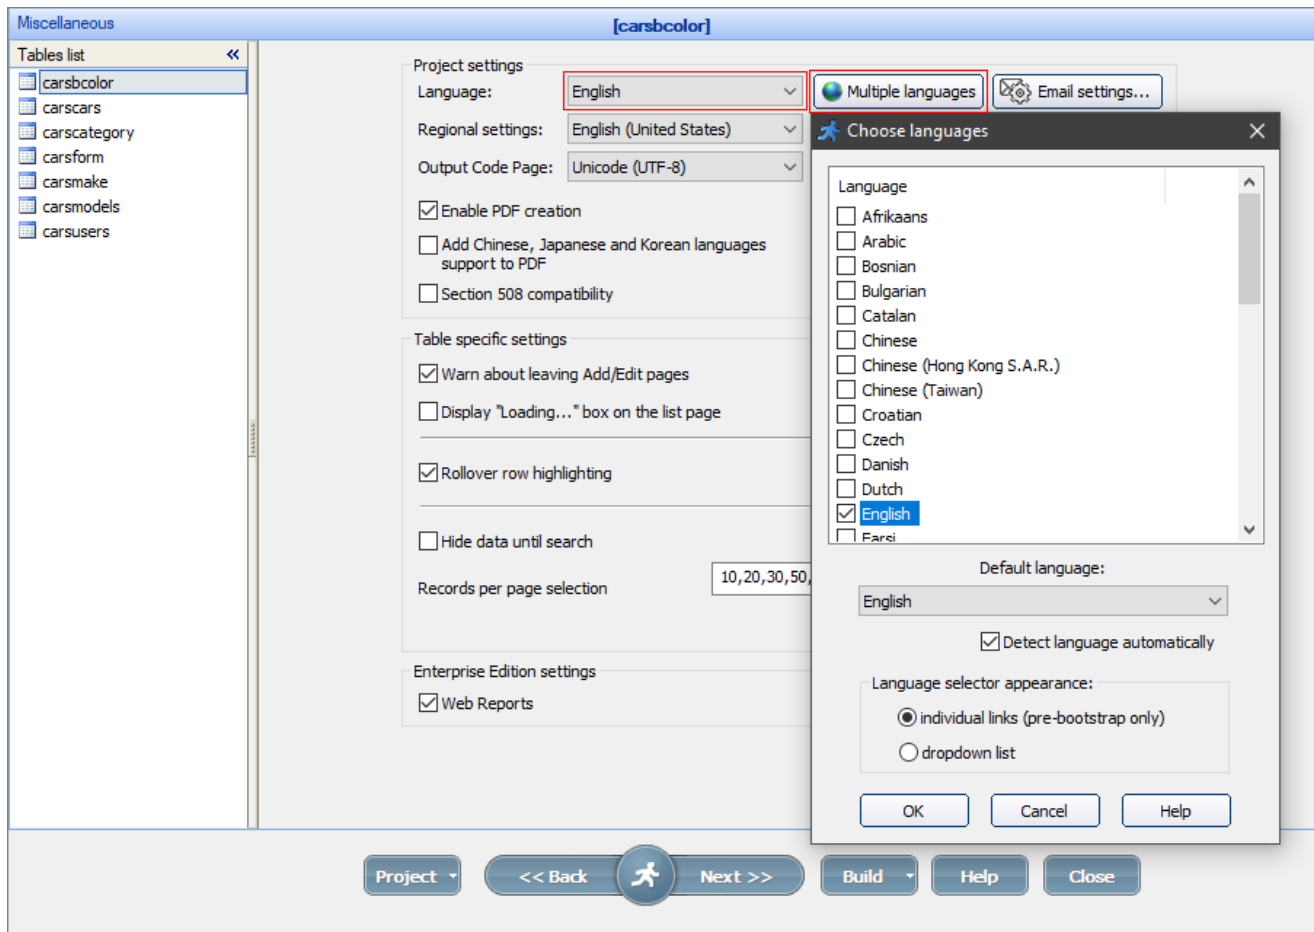 Miscellaneous
[carsbcolor]
Tables list
carsbcolor
carscars
carscategory
carsform
carsmake
carsmodels
carsusers
Project settings
Language: English Multiple languages Email settings...
Regional settings: English (United States)
Output Code Page: Unicode (UTF-8)
Enable PDF creation
Add Chinese, Japanese and Korean languages
support to PDF
Section 508 compatibility
Table specific settings
Warn about leaving Add/Edit pages
Display "Loading..." box on the list page
Rollover row highlighting
Hide data until search
Records per page selection 10,20,30,50,
Enterprise Edition settings
Web Reports
Choose languages
Language
Afrikaans
Arabic
Bosnian
Bulgarian
Catalan
Chinese
Chinese (Hong Kong S.A.R.)
Chinese (Taiwan)
Croatian
Czech
Danish
Dutch
English
Farsi
Default language:
English
Detect language automatically
Language selector appearance:
individual links (pre-bootstrap only)
dropdown list
OK Cancel Help
Project << Back Next >> Build Help Close